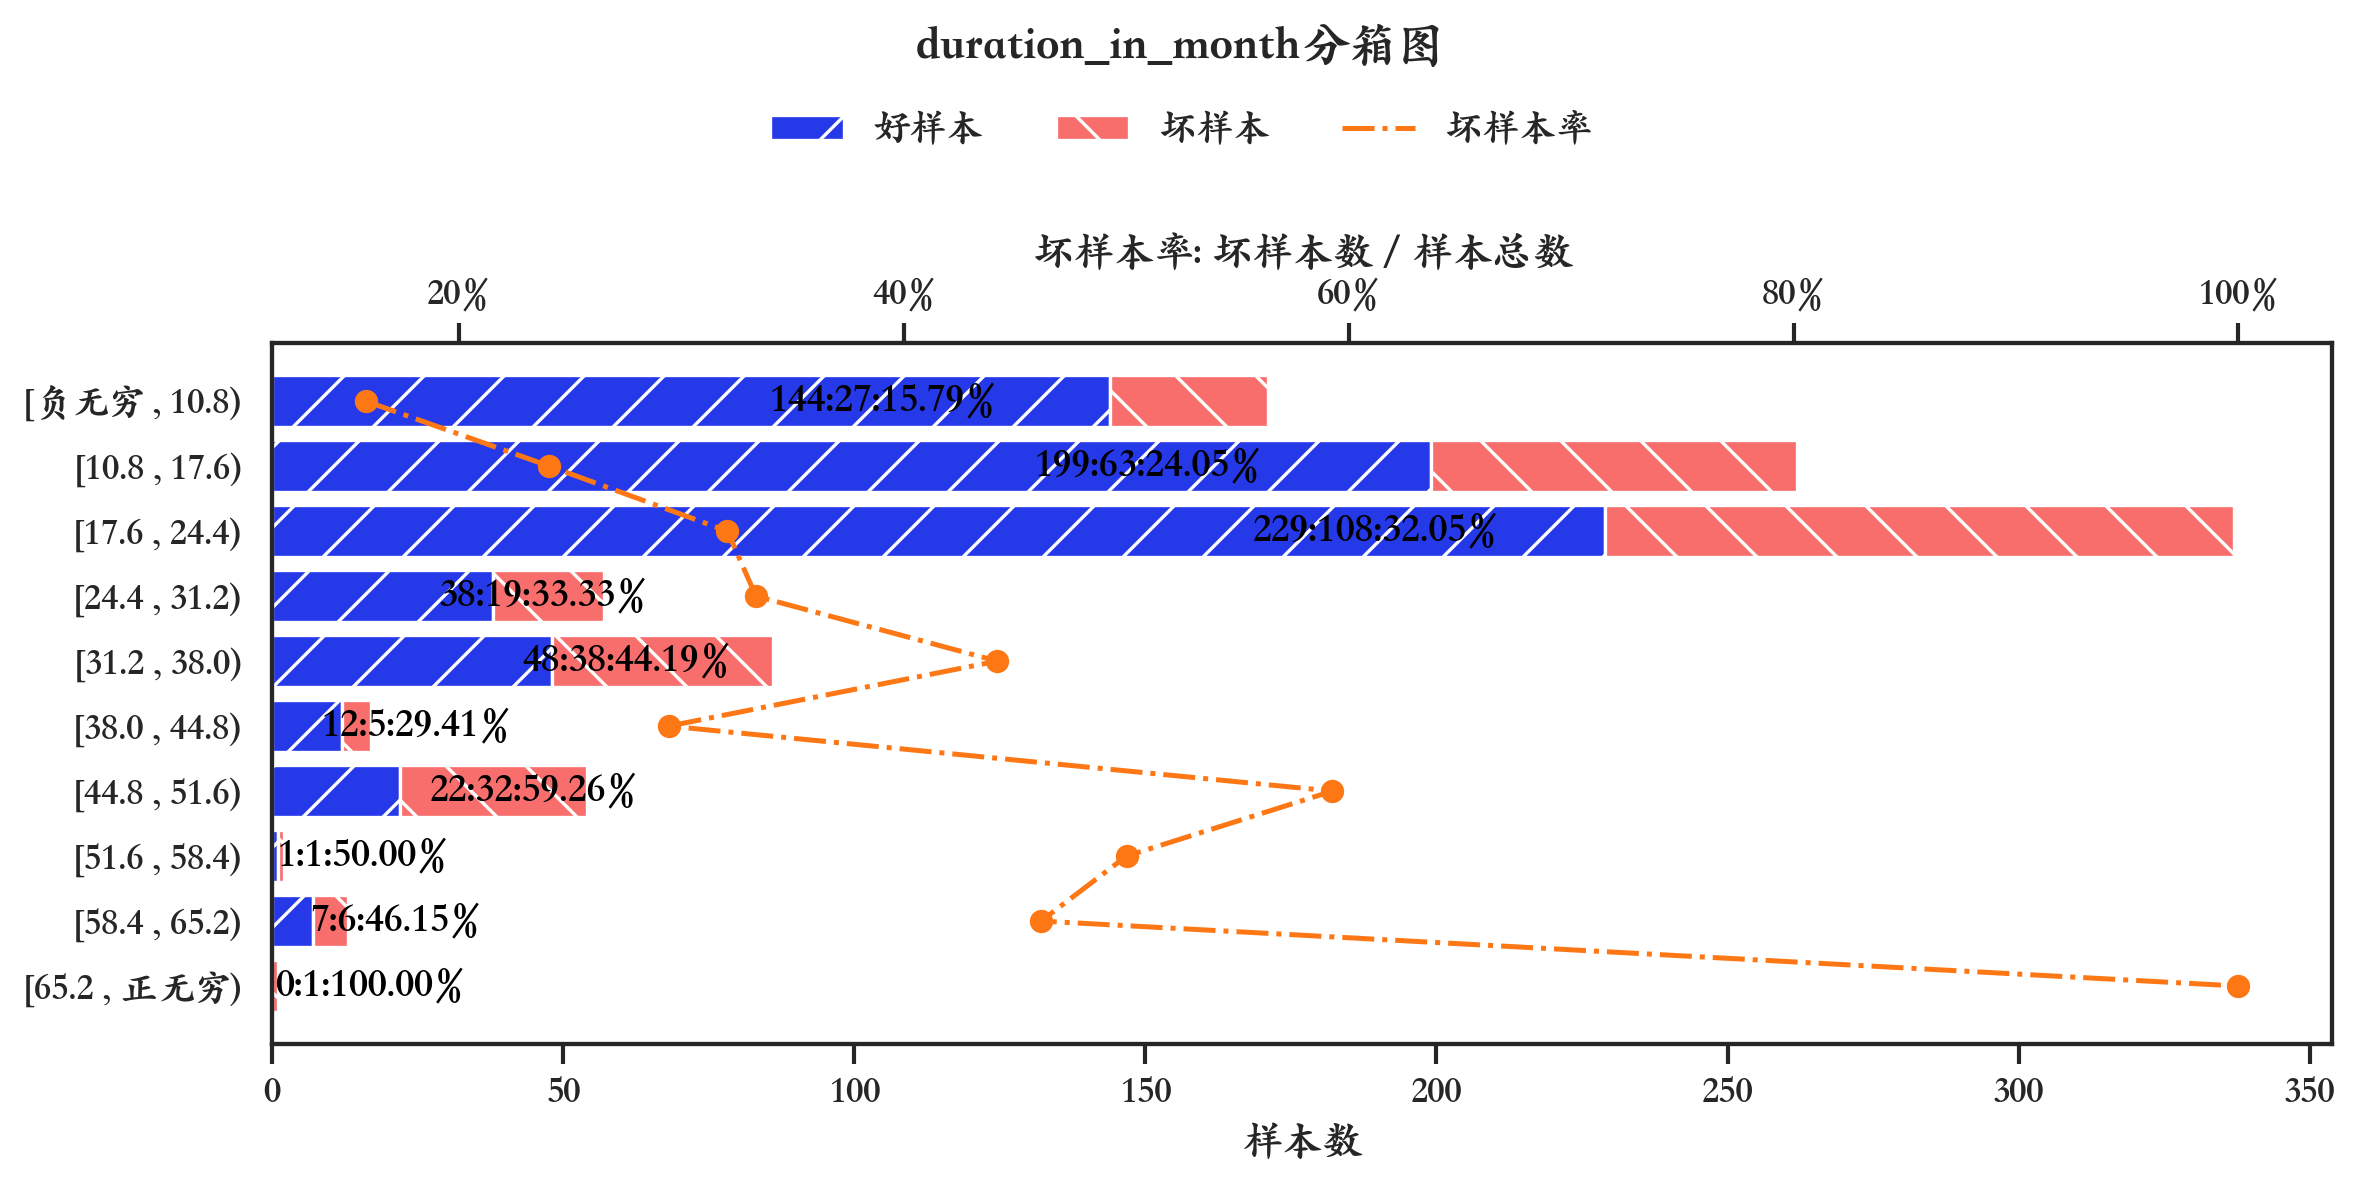 duration_in_month分箱图
好样本 坏样本 坏样本率
坏样本率: 坏样本数 / 样本总数
20% 40% 60% 80% 100%
[负无穷 , 10.8) 144:27:15.79%
[10.8 , 17.6) 199:63:24.05%
[17.6 , 24.4) 229:108:32.05%
[24.4 , 31.2) 38:19:33.33%
[31.2 , 38.0) 48:38:44.19%
[38.0 , 44.8) 12:5:29.41%
[44.8 , 51.6) 22:32:59.26%
[51.6 , 58.4) 1:1:50.00%
[58.4 , 65.2) 7:6:46.15%
[65.2 , 正无穷) 0:1:100.00%
0 50 100 150 200 250 300 350
样本数